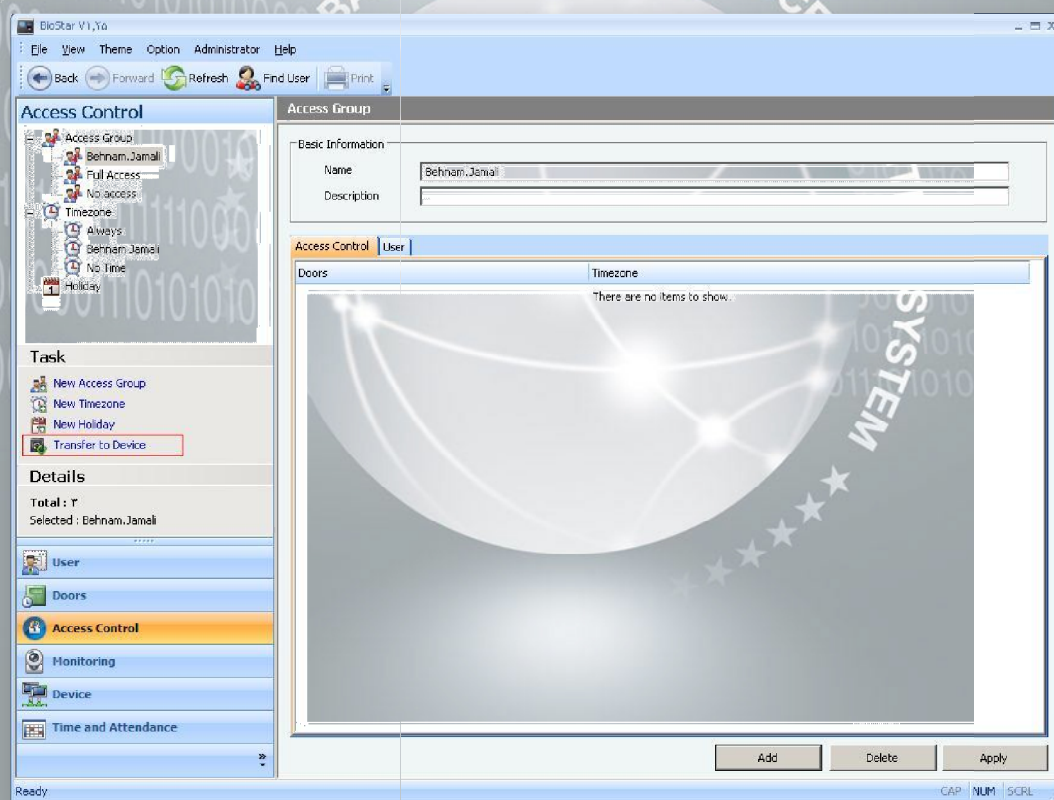 BioStar V۱,۲۵
File View Theme Option Administrator Help
Back Forward Refresh Find User Print
Access Control
Access Group
Behnam.Jamali
Full Access
No access
Timezone
Always
Behnam Jamali
No Time
Holiday
Task
New Access Group
New Timezone
New Holiday
Transfer to Device
Details
Total : ۳
Selected : Behnam.Jamali
User
Doors
Access Control
Monitoring
Device
Time and Attendance
Access Group
Basic Information
Name Behnam.Jamali
Description
Access Control User
Doors Timezone
There are no items to show.
SYSTEM
Add Delete Apply
Ready CAP NUM SCRL